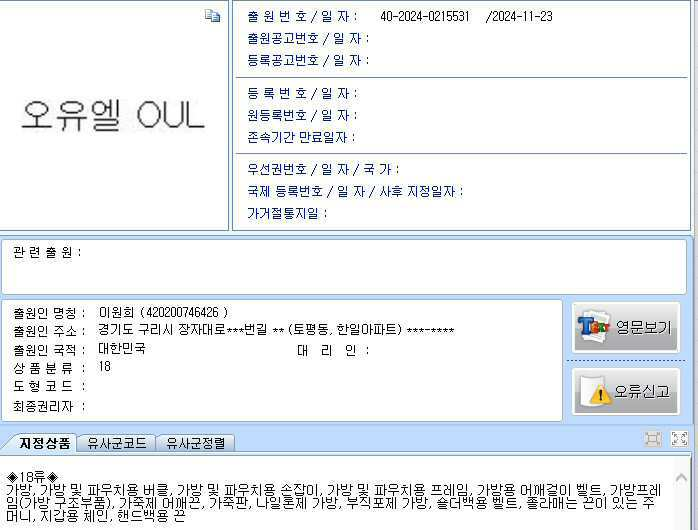 오유엘 OUL
출 원 번 호 / 일 자 : 40-2024-0215531 /2024-11-23
출원공고번호 / 일 자 :
등록공고번호 / 일 자 :
등 록 번 호 / 일 자 :
원등록번호 / 일 자 :
존속기간 만료일자 :
우선권번호 / 일 자 / 국 가 :
국제 등록번호 / 일 자 / 사후 지정일자 :
가거절통지일 :
관 련 출 원 :
출원인 명칭 : 이원희 ( 420200746426 )
출원인 주소 : 경기도 구리시 장자대로***번길 ** (토평동, 한일아파트) ***-****
출원인 국적 : 대한민국 대 리 인 :
상 품 분 류 : 18
도 형 코 드 :
최종권리자 :
Text 영문보기
오류신고
지정상품 유사군코드 유사군정렬
◈18류◈
가방, 가방 및 파우치용 버클, 가방 및 파우치용 손잡이, 가방 및 파우치용 프레임, 가방용 어깨걸이 벨트, 가방프레
임(가방 구조부품), 가죽제 어깨끈, 가죽판, 나일론제 가방, 부직포제 가방, 숄더백용 벨트, 졸라매는 끈이 있는 주
머니, 지갑용 체인, 핸드백용 끈